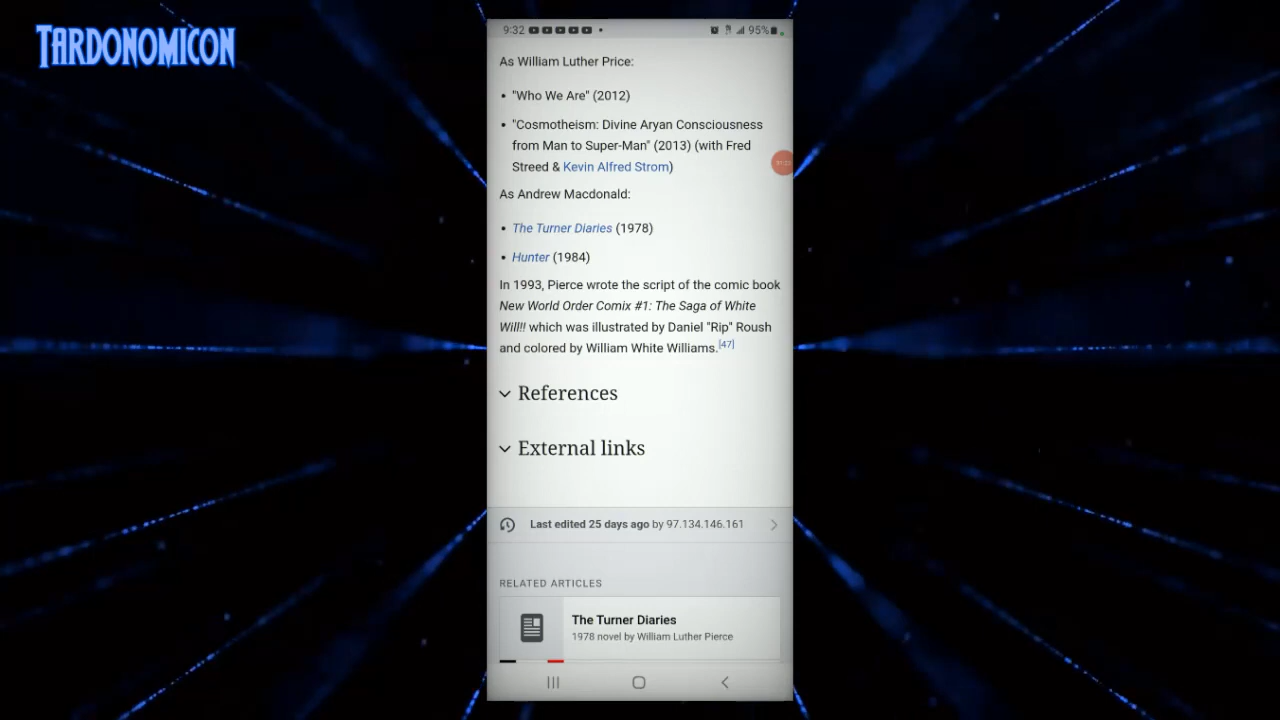 TARDONOMICON
9:32
95%
As William Luther Price:
• "Who We Are" (2012)
• "Cosmotheism: Divine Aryan Consciousness
from Man to Super-Man" (2013) (with Fred
Streed & Kevin Alfred Strom)
As Andrew Macdonald:
• The Turner Diaries (1978)
• Hunter (1984)
In 1993, Pierce wrote the script of the comic book
New World Order Comix #1: The Saga of White
Will!! which was illustrated by Daniel "Rip" Roush
and colored by William White Williams.[47]
References
External links
Last edited 25 days ago by 97.134.146.161
RELATED ARTICLES
The Turner Diaries
1978 novel by William Luther Pierce